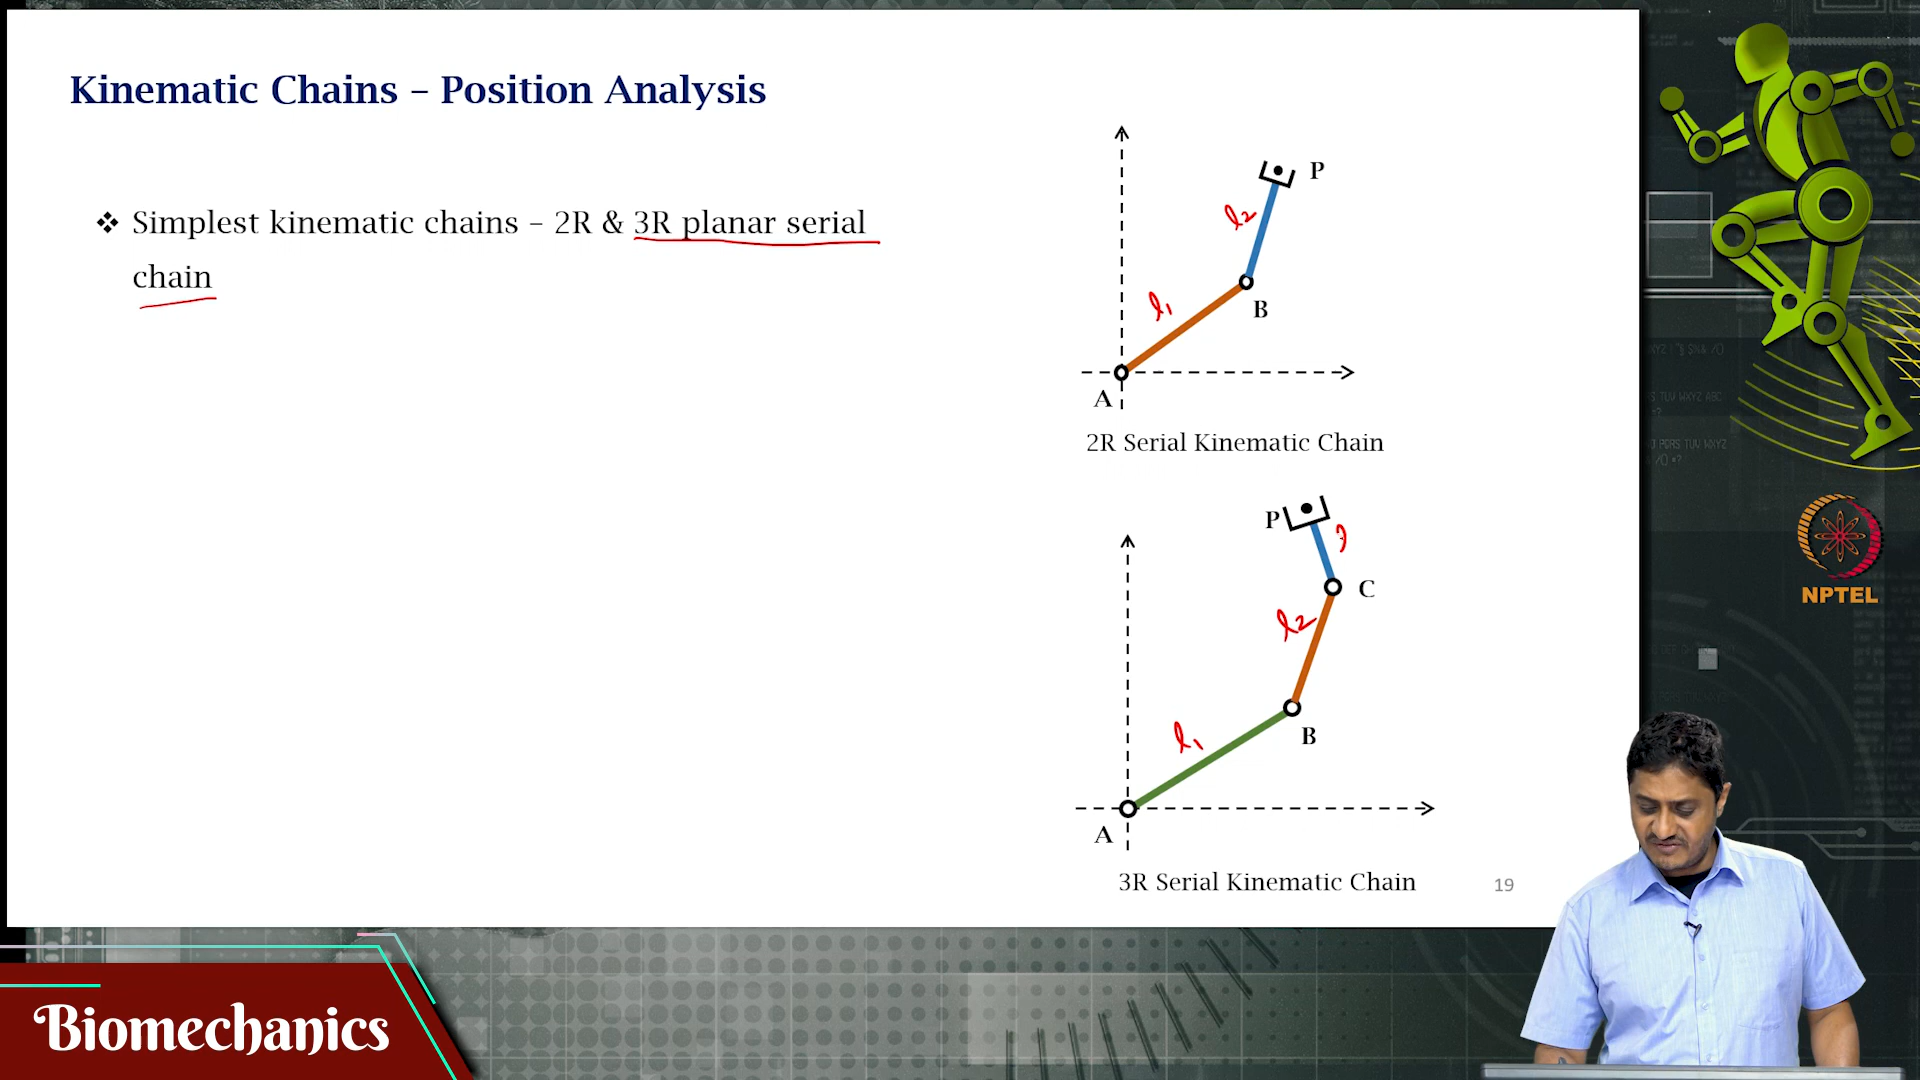 Kinematic Chains – Position Analysis
❖ Simplest kinematic chains – 2R & 3R planar serial
chain
P
l2
l1
B
A
2R Serial Kinematic Chain
P
C
l2
B
l1
A
3R Serial Kinematic Chain
19
NPTEL
Biomechanics